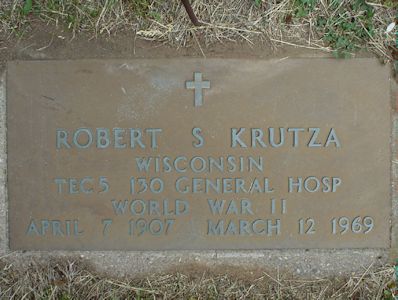 ROBERT S KRUTZA
WISCONSIN
TEC5 130 GENERAL HOSP
WORLD WAR II
APRIL 7 1907 MARCH 12 1969